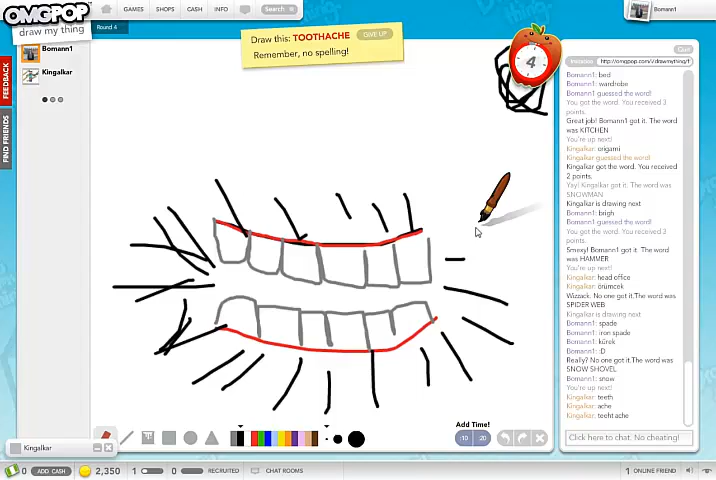 OMGPOP
draw my thing
GAMES
SHOPS
CASH
INFO
Search
Bomann1
Round 4
Draw this: TOOTHACHE
GIVE UP
Remember, no spelling!
4
Quit
http://omgpop.com/://drawmything/f
FEEDBACK
FIND FRIENDS
Bomann1
Kingalkar
Bomann1: bed
Bomann1: wardrobe
Bomann1 guessed the word!
You got the word. You received 3
points.
Great job! Bomann1 got it. The word
was KITCHEN
You're up next!
Kingalkar: origami
Kingalkar guessed the word!
Kingalkar got the word. You received
2 points.
Yay! Kingalkar got it. The word was
SNOWMAN
Kingalkar is drawing next
Bomann1: brigh
Bomann1 guessed the word!
You got the word. You received 3
points.
Smexy! Bomann1 got it. The word
was HAMMER
You're up next!
Kingalkar: head office
Kingalkar: örümcek
Wizzack. No one got it.The word was
SPIDER WEB
Kingalkar is drawing next
Bomann1: spade
Bomann1: iron spade
Bomann1: kürek
Bomann1: :D
Really? No one got it.The word was
SNOW SHOVEL
Bomann1: snow
You're up next!
Kingalkar: teeth
Kingalkar: ache
Kingalkar: teeht ache
Click here to chat. No cheating!
Add Time!
:10
:20
Kingalkar
0
ADD CASH
2,350
1
0
RECRUITED
CHAT ROOMS
1 ONLINE FRIEND